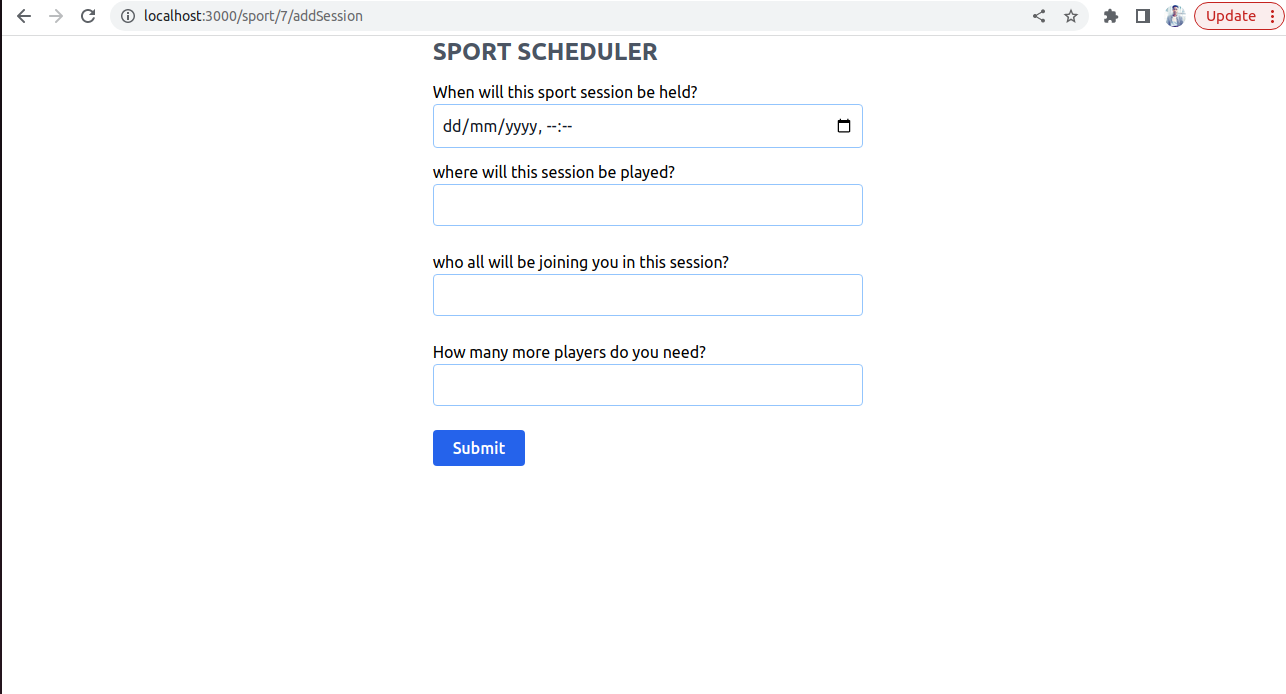 localhost:3000/sport/7/addSession
Update
SPORT SCHEDULER
When will this sport session be held?
dd/mm/yyyy, --:--
where will this session be played?
who all will be joining you in this session?
How many more players do you need?
Submit